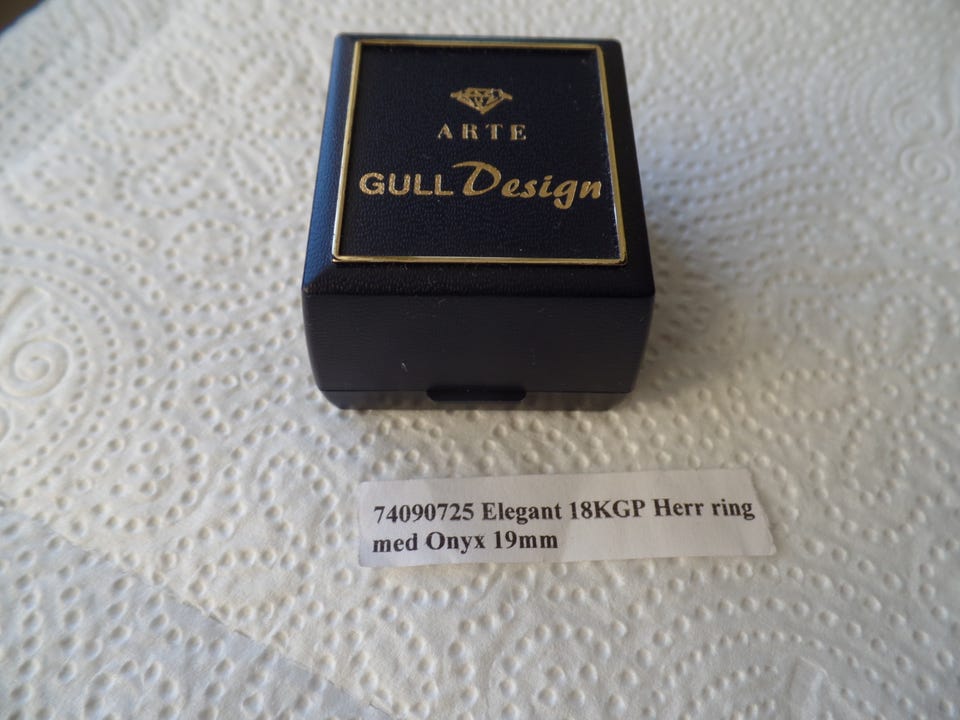 ARTE
GULL Design
74090725 Elegant 18KGP Herr ring
med Onyx 19mm